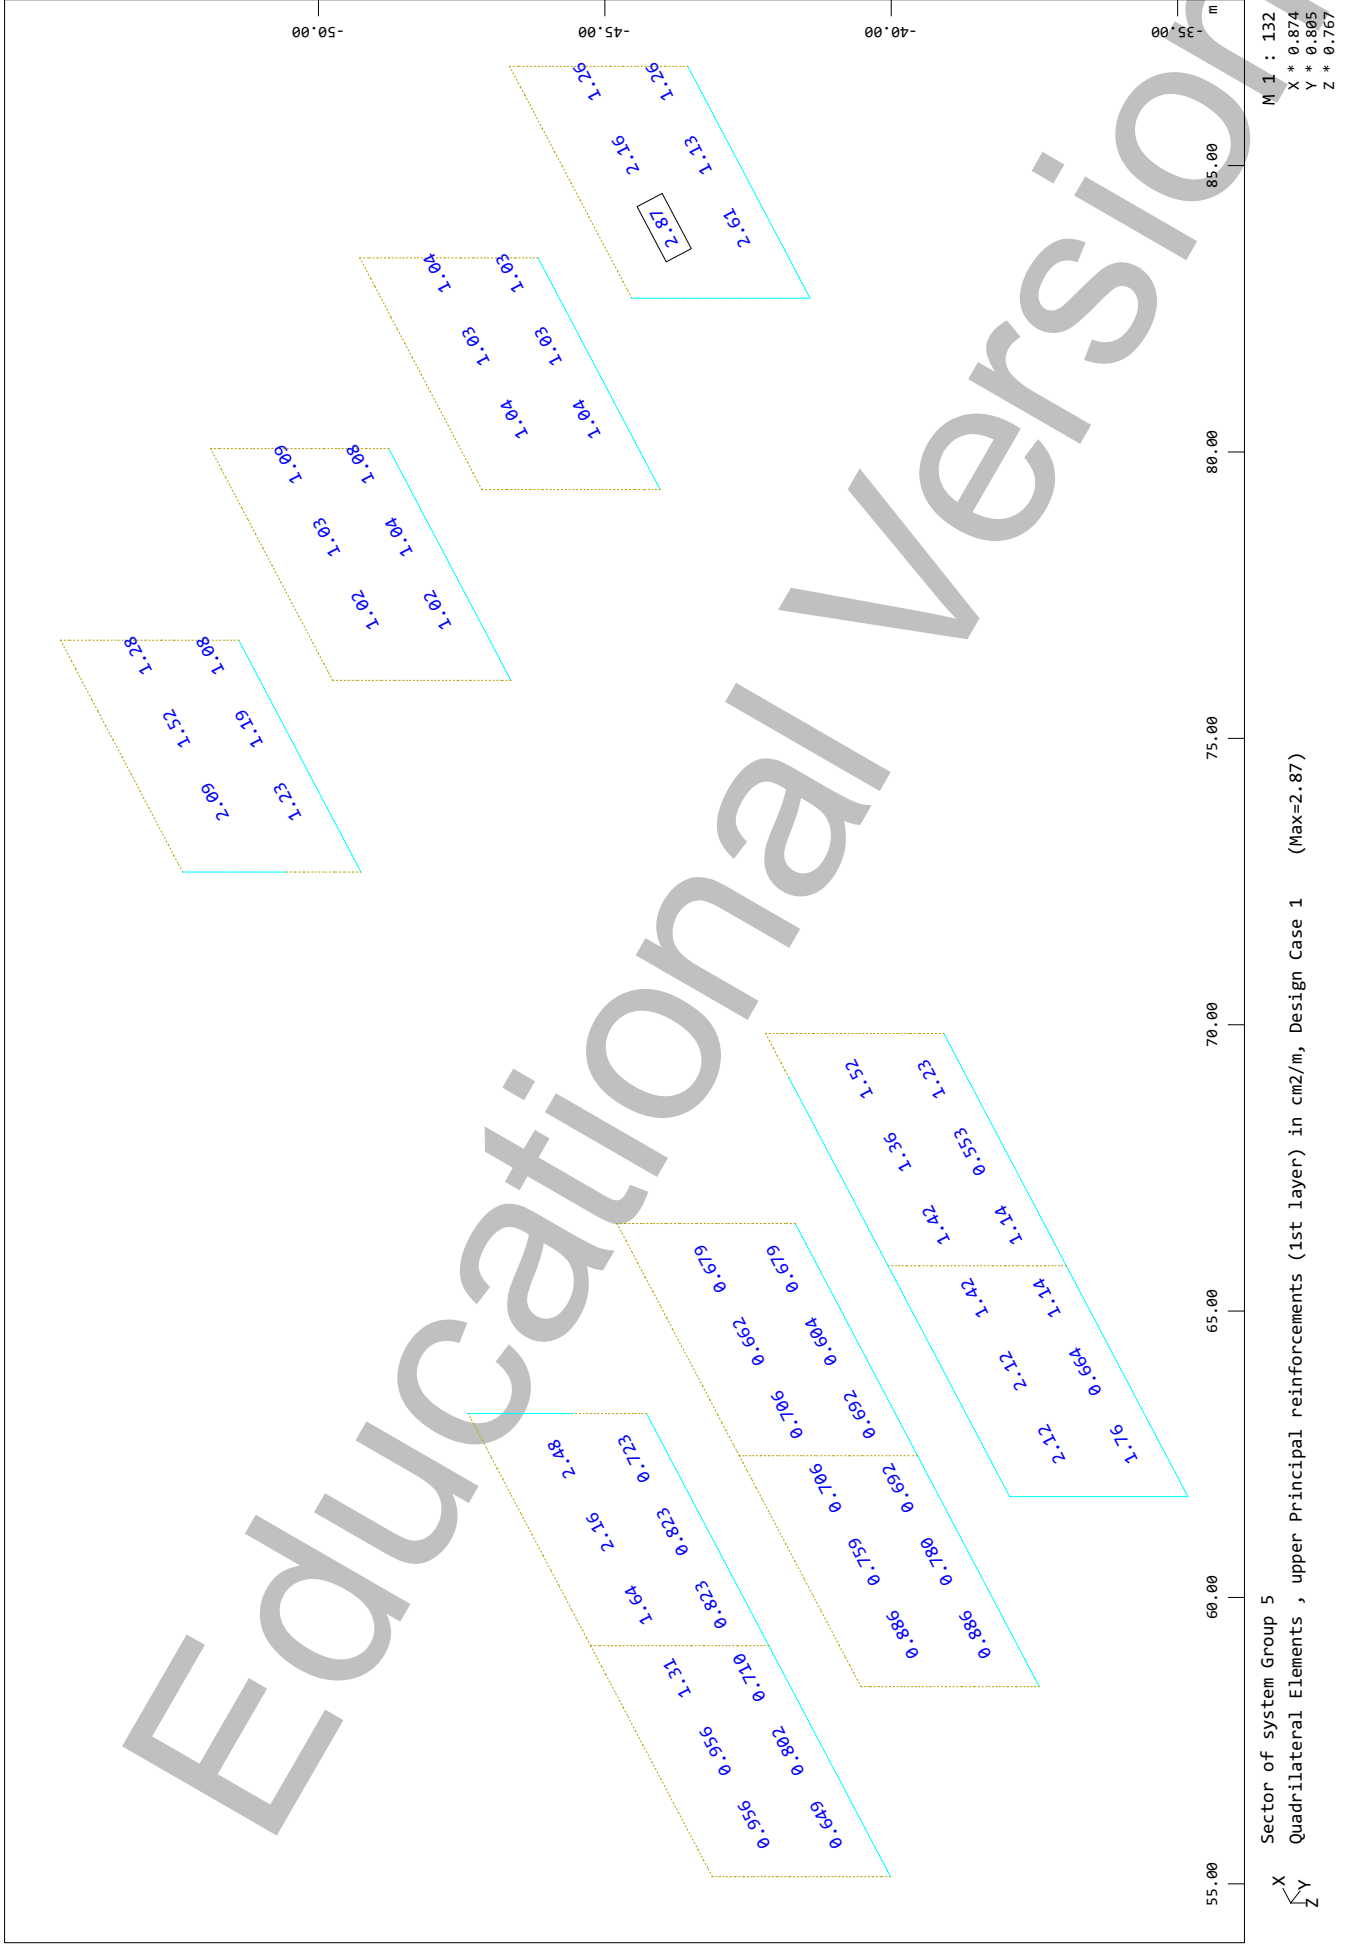 2.09 1.52 1.28
1.23 1.19 1.08
1.02 1.03 1.09
1.02 1.04 1.08
1.04 1.03 1.04
1.04 1.03 1.03
2.87 2.16 1.26
2.61 1.13 1.26
0.956 0.956 1.31 1.64 2.16 2.48
0.649 0.802 0.710 0.823 0.823 0.723
0.886 0.759 0.706 0.706 0.662 0.679
0.886 0.780 0.692 0.692 0.604 0.679
2.12 2.12 1.42 1.42 1.36 1.52
1.76 0.664 1.14 1.14 0.553 1.23
-50.00
-45.00
-40.00
-35.00
55.00 60.00 65.00 70.00 75.00 80.00 85.00 m
Educational Version
X
Y
Z
Sector of system Group 5
Quadrilateral Elements , upper Principal reinforcements (1st layer) in cm2/m, Design Case 1 (Max=2.87)
M 1 : 132
X * 0.874
Y * 0.805
Z * 0.767